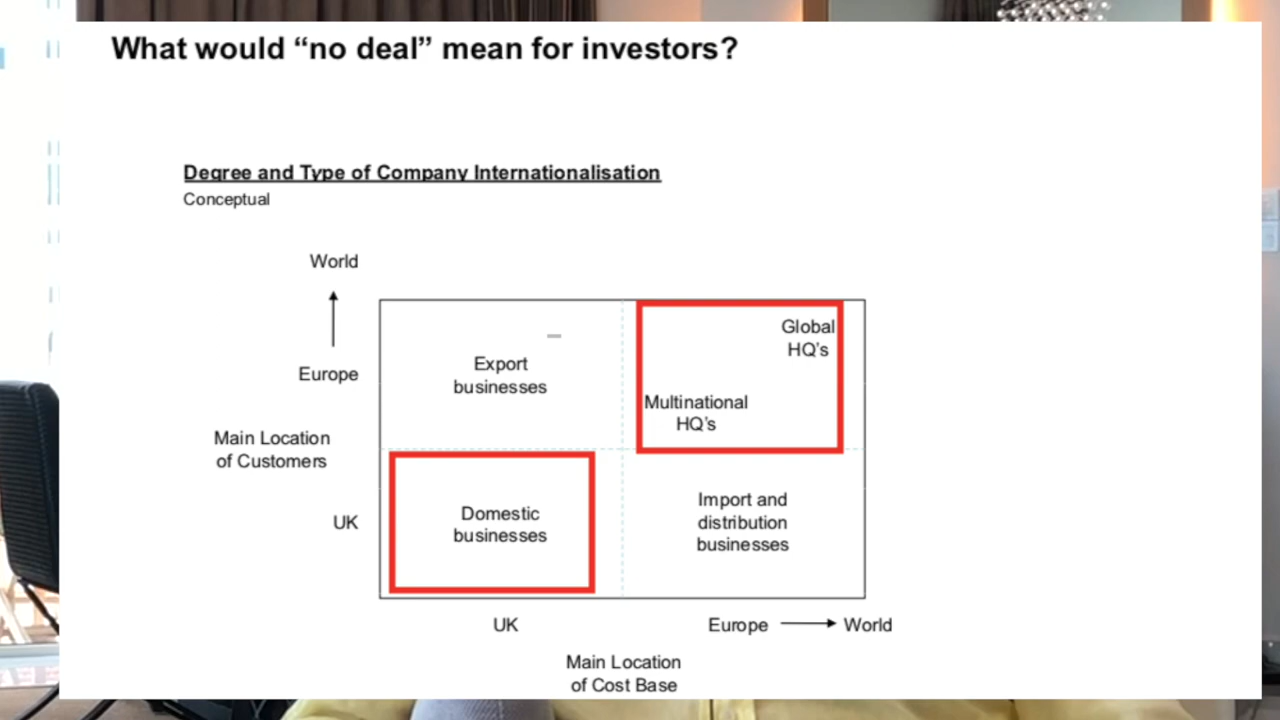 What would “no deal” mean for investors?
Degree and Type of Company Internationalisation
Conceptual
World
Europe
Main Location
of Customers
UK
Export
businesses
Global
HQ’s
Multinational
HQ’s
Domestic
businesses
Import and
distribution
businesses
UK
Europe
World
Main Location
of Cost Base